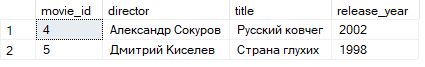 movie_id director title release_year
1 4 Александр Сокуров Русский ковчег 2002
2 5 Дмитрий Киселев Страна глухих 1998